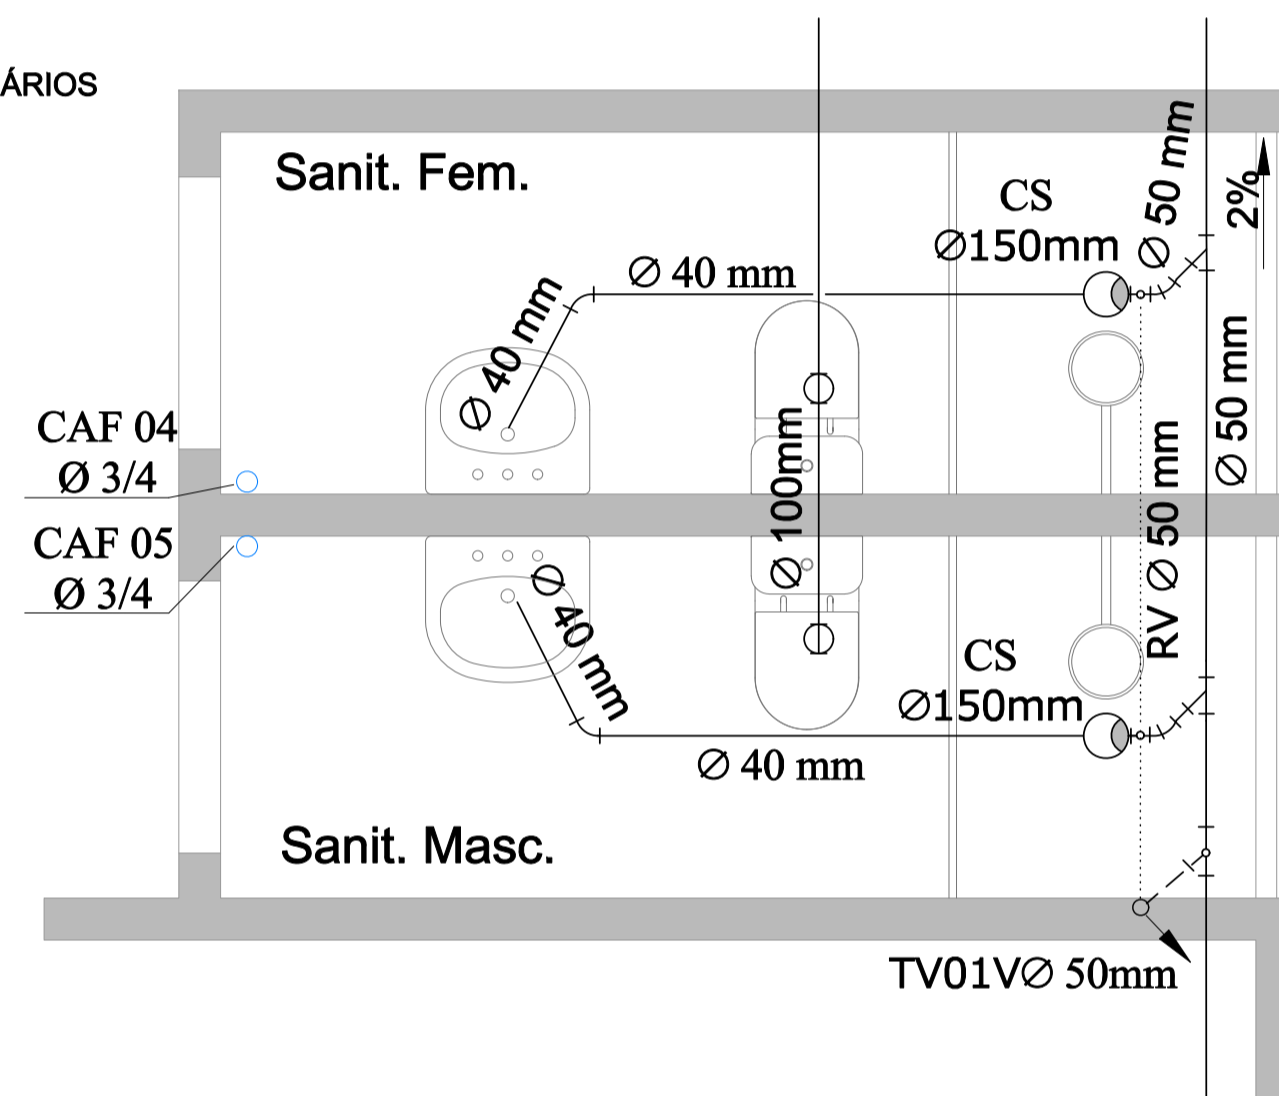 ÁRIOS
Sanit. Fem.
CS
Ø150mm
Ø 50 mm
2%
Ø 40 mm
Ø 40 mm
Ø 50 mm
CAF 04
Ø 3/4
Ø 100mm
RV Ø 50 mm
CAF 05
Ø 3/4
Ø 40 mm
CS
Ø150mm
Ø 40 mm
Sanit. Masc.
TV01VØ 50mm